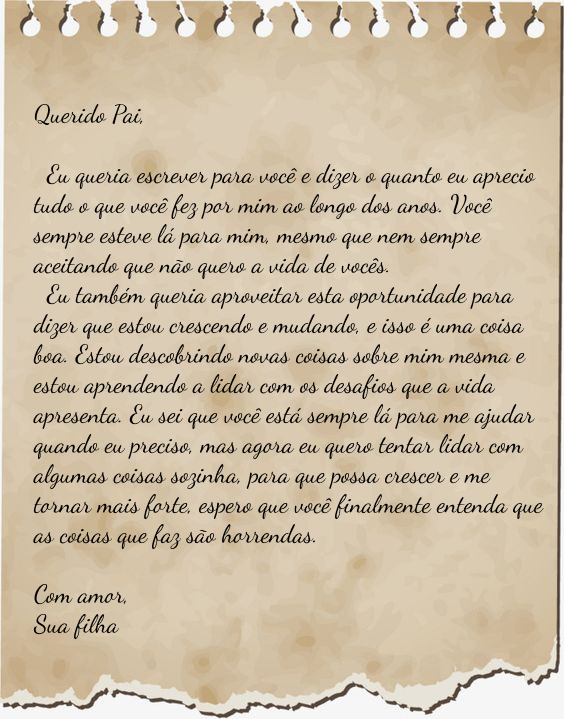 Querido Pai,
Eu queria escrever para você e dizer o quanto eu aprecio
tudo o que você fez por mim ao longo dos anos. Você
sempre esteve lá para mim, mesmo que nem sempre
aceitando que não quero a vida de vocês.
Eu também queria aproveitar esta oportunidade para
dizer que estou crescendo e mudando, e isso é uma coisa
boa. Estou descobrindo novas coisas sobre mim mesma e
estou aprendendo a lidar com os desafios que a vida
apresenta. Eu sei que você está sempre lá para me ajudar
quando eu preciso, mas agora eu quero tentar lidar com
algumas coisas sozinha, para que possa crescer e me
tornar mais forte, espero que você finalmente entenda que
as coisas que faz são horrendas.
Com amor,
Sua filha